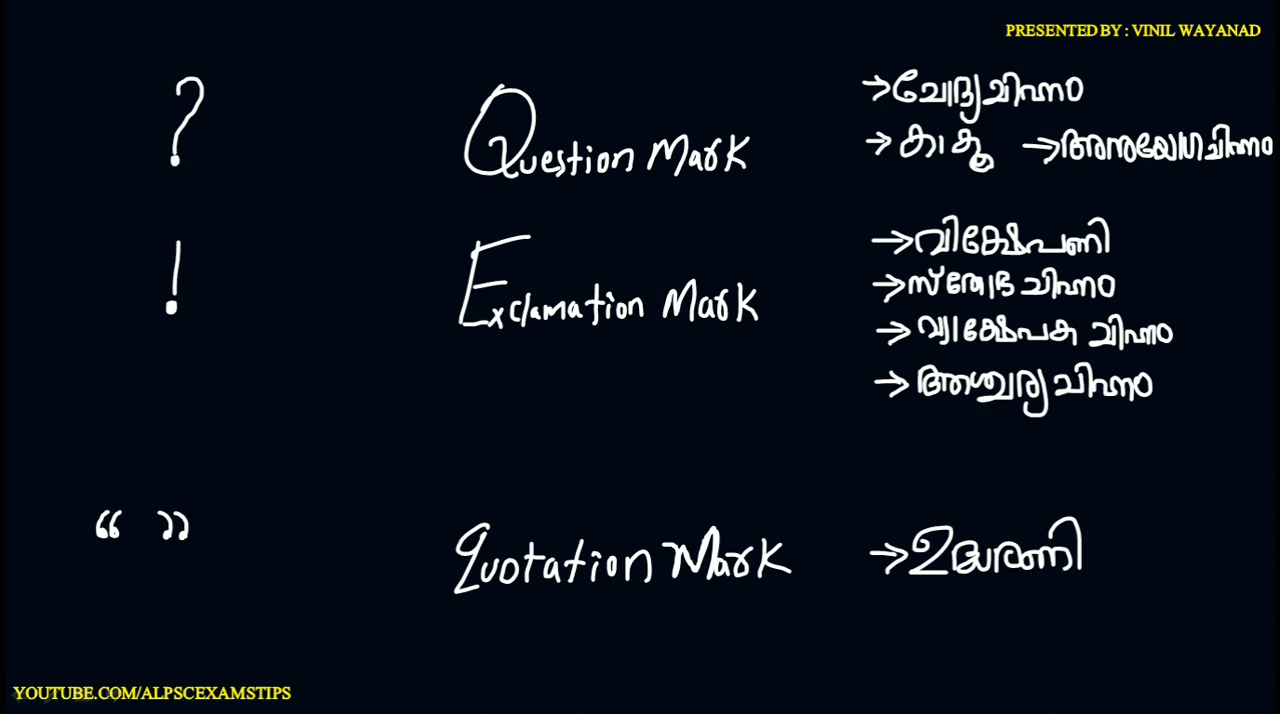 PRESENTED BY : VINIL WAYANAD
? Question Mark → ചോദ്യചിഹ്നം
→ കാകു → അനുയോഗചിഹ്നം
! Exclamation Mark → വിക്ഷേപണി
→ സ്തോഭ ചിഹ്നം
→ വ്യാക്ഷേപക ചിഹ്നം
→ ആശ്ചര്യ ചിഹ്നം
“ ” Quotation Mark → ഉദ്ധരണി
YOUTUBE.COM/ALPSCEXAMSTIPS